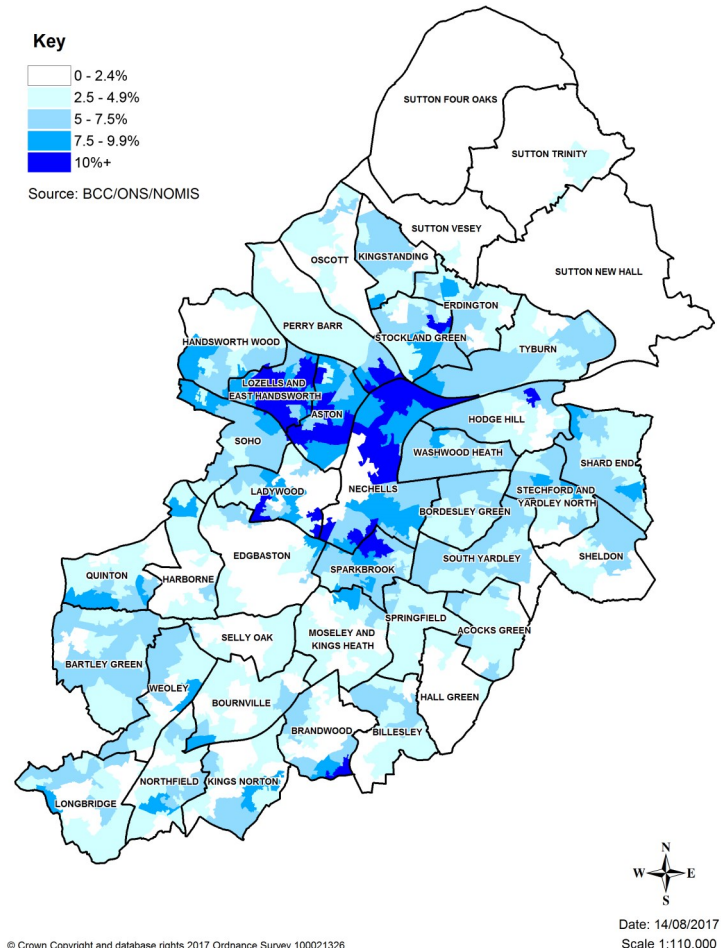 Key
0 - 2.4%
2.5 - 4.9%
5 - 7.5%
7.5 - 9.9%
10%+
Source: BCC/ONS/NOMIS
SUTTON FOUR OAKS
SUTTON TRINITY
SUTTON VESEY
SUTTON NEW HALL
OSCOTT
KINGSTANDING
ERDINGTON
PERRY BARR
STOCKLAND GREEN
HANDSWORTH WOOD
TYBURN
LOZELLS AND
EAST HANDSWORTH
ASTON
HODGE HILL
SOHO
WASHWOOD HEATH
SHARD END
LADYWOOD
NECHELLS
STECHFORD AND
YARDLEY NORTH
BORDESLEY GREEN
EDGBASTON
SPARKBROOK
SOUTH YARDLEY
SHELDON
QUINTON
HARBORNE
SPRINGFIELD
ACOCKS GREEN
SELLY OAK
MOSELEY AND
KINGS HEATH
BARTLEY GREEN
WEOLEY
HALL GREEN
BOURNVILLE
BRANDWOOD
BILLESLEY
NORTHFIELD
KINGS NORTON
LONGBRIDGE
N
W
E
S
Date: 14/08/2017
Scale 1:110,000
© Crown Copyright and database rights 2017 Ordnance Survey 100021326